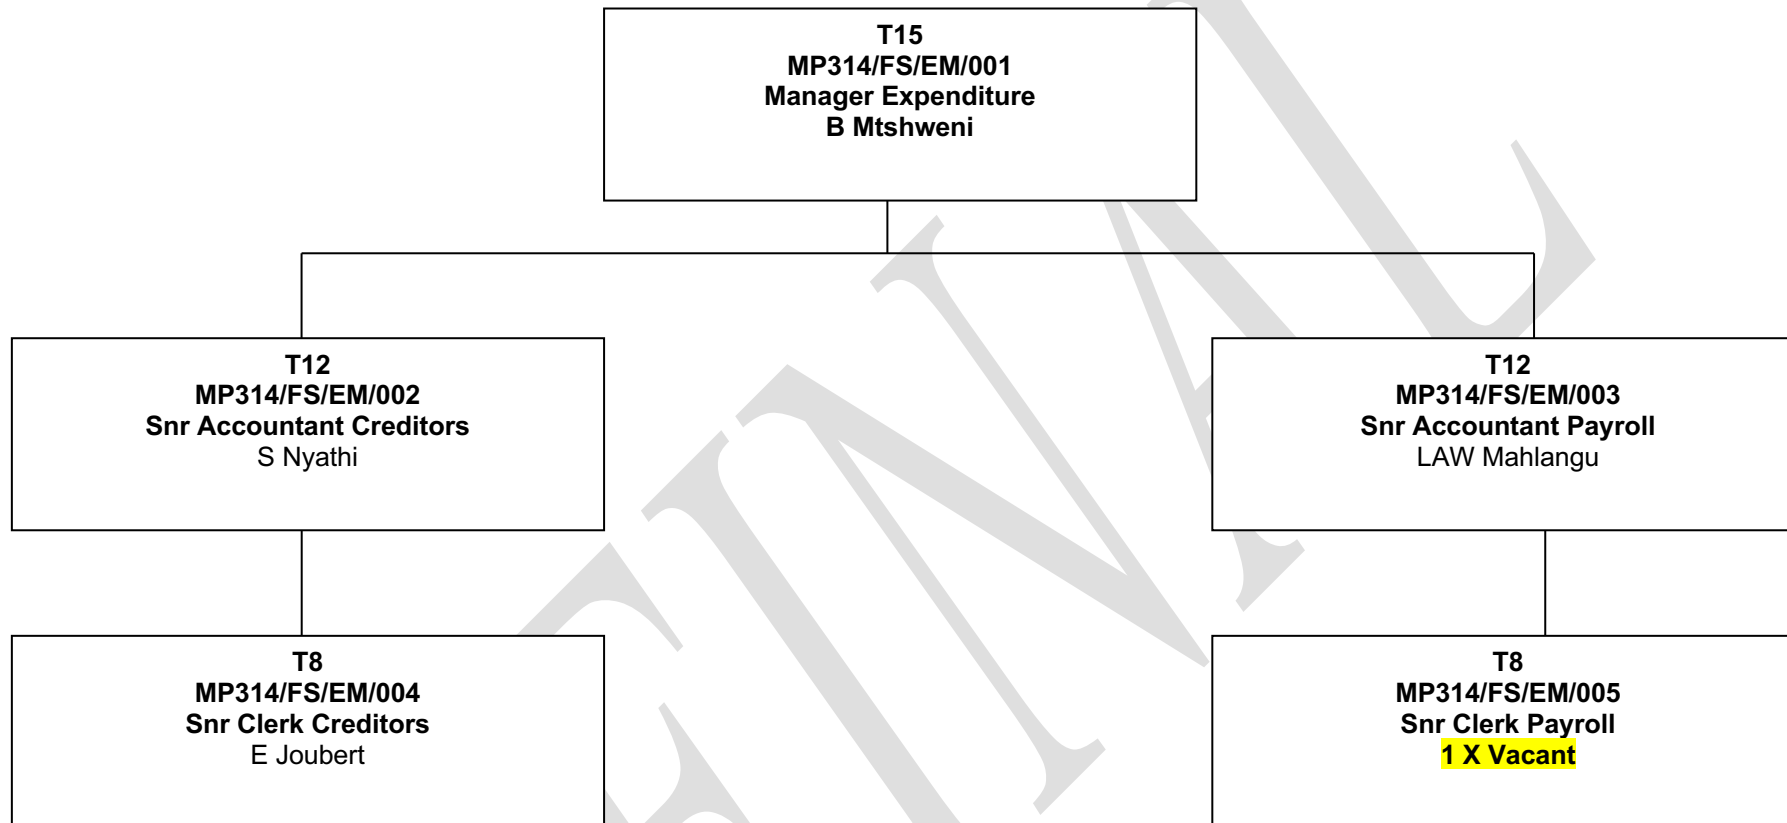 T15
MP314/FS/EM/001
Manager Expenditure
B Mtshweni
T12
MP314/FS/EM/002
Snr Accountant Creditors
S Nyathi
T12
MP314/FS/EM/003
Snr Accountant Payroll
LAW Mahlangu
T8
MP314/FS/EM/004
Snr Clerk Creditors
E Joubert
T8
MP314/FS/EM/005
Snr Clerk Payroll
1 X Vacant
FINAL